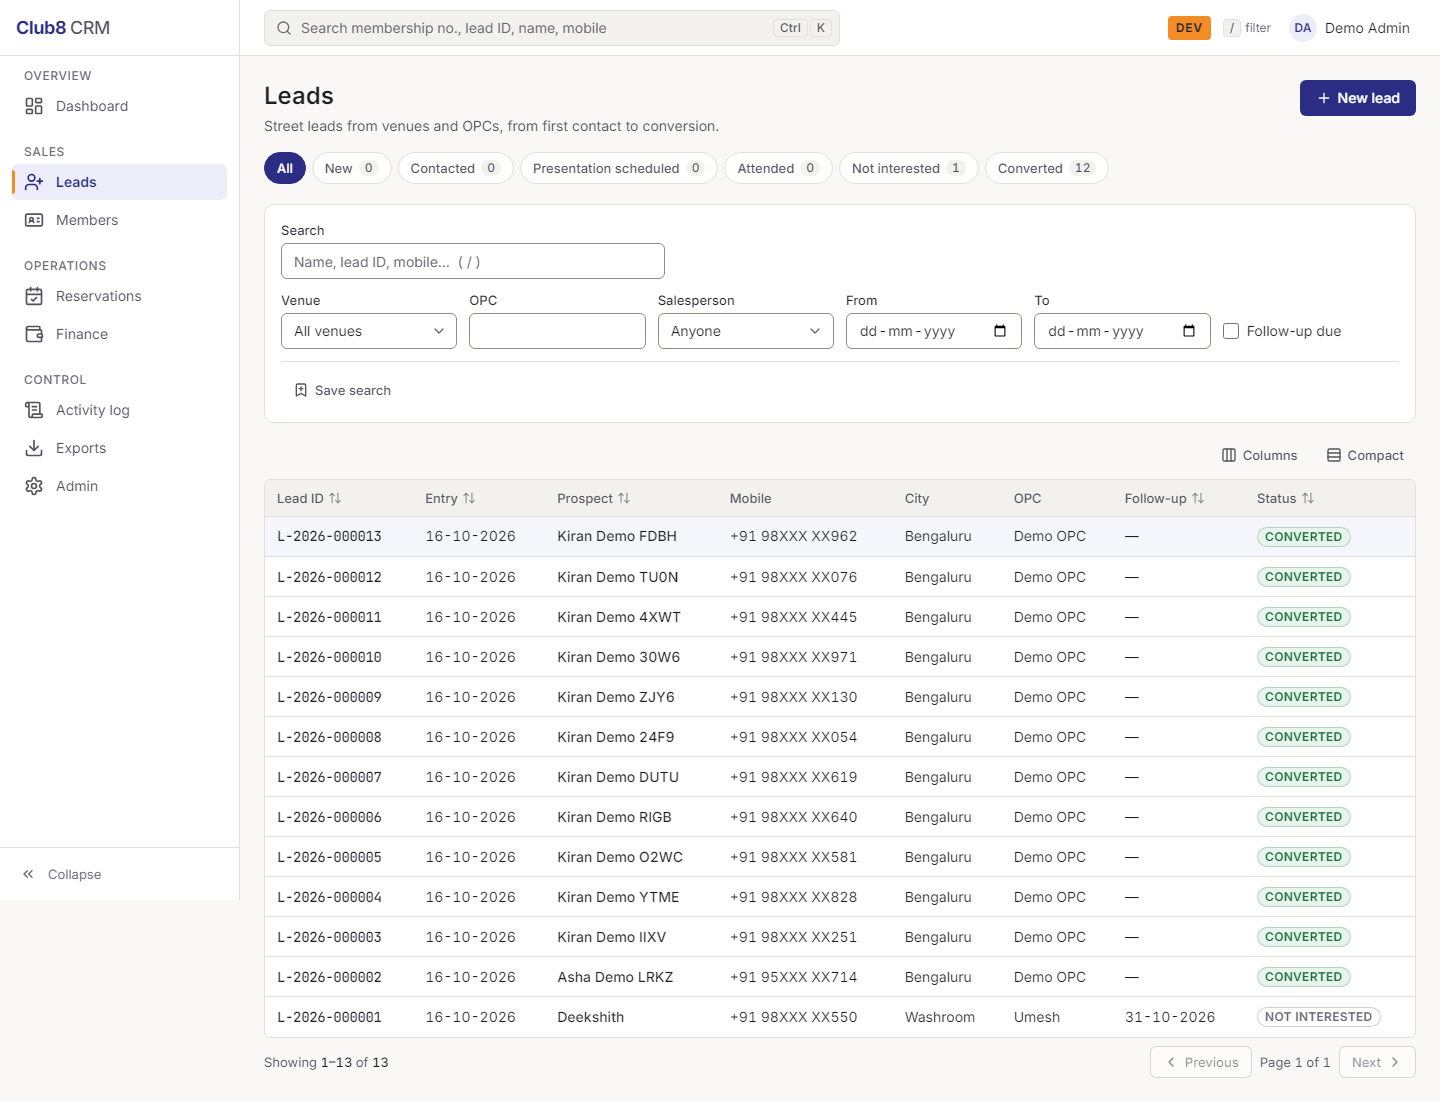 Club8 CRM
Search membership no., lead ID, name, mobile Ctrl K
DEV / filter DA Demo Admin
OVERVIEW
Dashboard
SALES
Leads
Members
OPERATIONS
Reservations
Finance
CONTROL
Activity log
Exports
Admin
Collapse
Leads
New lead
Street leads from venues and OPCs, from first contact to conversion.
All New 0 Contacted 0 Presentation scheduled 0 Attended 0 Not interested 1 Converted 12
Search
Name, lead ID, mobile... ( / )
Venue OPC Salesperson From To
All venues Anyone dd-mm-yyyy dd-mm-yyyy Follow-up due
Save search
Columns Compact
Lead ID Entry Prospect Mobile City OPC Follow-up Status
L-2026-000013 16-10-2026 Kiran Demo FDBH +91 98XXX XX962 Bengaluru Demo OPC — CONVERTED
L-2026-000012 16-10-2026 Kiran Demo TU0N +91 98XXX XX076 Bengaluru Demo OPC — CONVERTED
L-2026-000011 16-10-2026 Kiran Demo 4XWT +91 98XXX XX445 Bengaluru Demo OPC — CONVERTED
L-2026-000010 16-10-2026 Kiran Demo 30W6 +91 98XXX XX971 Bengaluru Demo OPC — CONVERTED
L-2026-000009 16-10-2026 Kiran Demo ZJY6 +91 98XXX XX130 Bengaluru Demo OPC — CONVERTED
L-2026-000008 16-10-2026 Kiran Demo 24F9 +91 98XXX XX054 Bengaluru Demo OPC — CONVERTED
L-2026-000007 16-10-2026 Kiran Demo DUTU +91 98XXX XX619 Bengaluru Demo OPC — CONVERTED
L-2026-000006 16-10-2026 Kiran Demo RIGB +91 98XXX XX640 Bengaluru Demo OPC — CONVERTED
L-2026-000005 16-10-2026 Kiran Demo O2WC +91 98XXX XX581 Bengaluru Demo OPC — CONVERTED
L-2026-000004 16-10-2026 Kiran Demo YTME +91 98XXX XX828 Bengaluru Demo OPC — CONVERTED
L-2026-000003 16-10-2026 Kiran Demo IIXV +91 98XXX XX251 Bengaluru Demo OPC — CONVERTED
L-2026-000002 16-10-2026 Asha Demo LRKZ +91 95XXX XX714 Bengaluru Demo OPC — CONVERTED
L-2026-000001 16-10-2026 Deekshith +91 98XXX XX550 Washroom Umesh 31-10-2026 NOT INTERESTED
Showing 1–13 of 13
Previous Page 1 of 1 Next